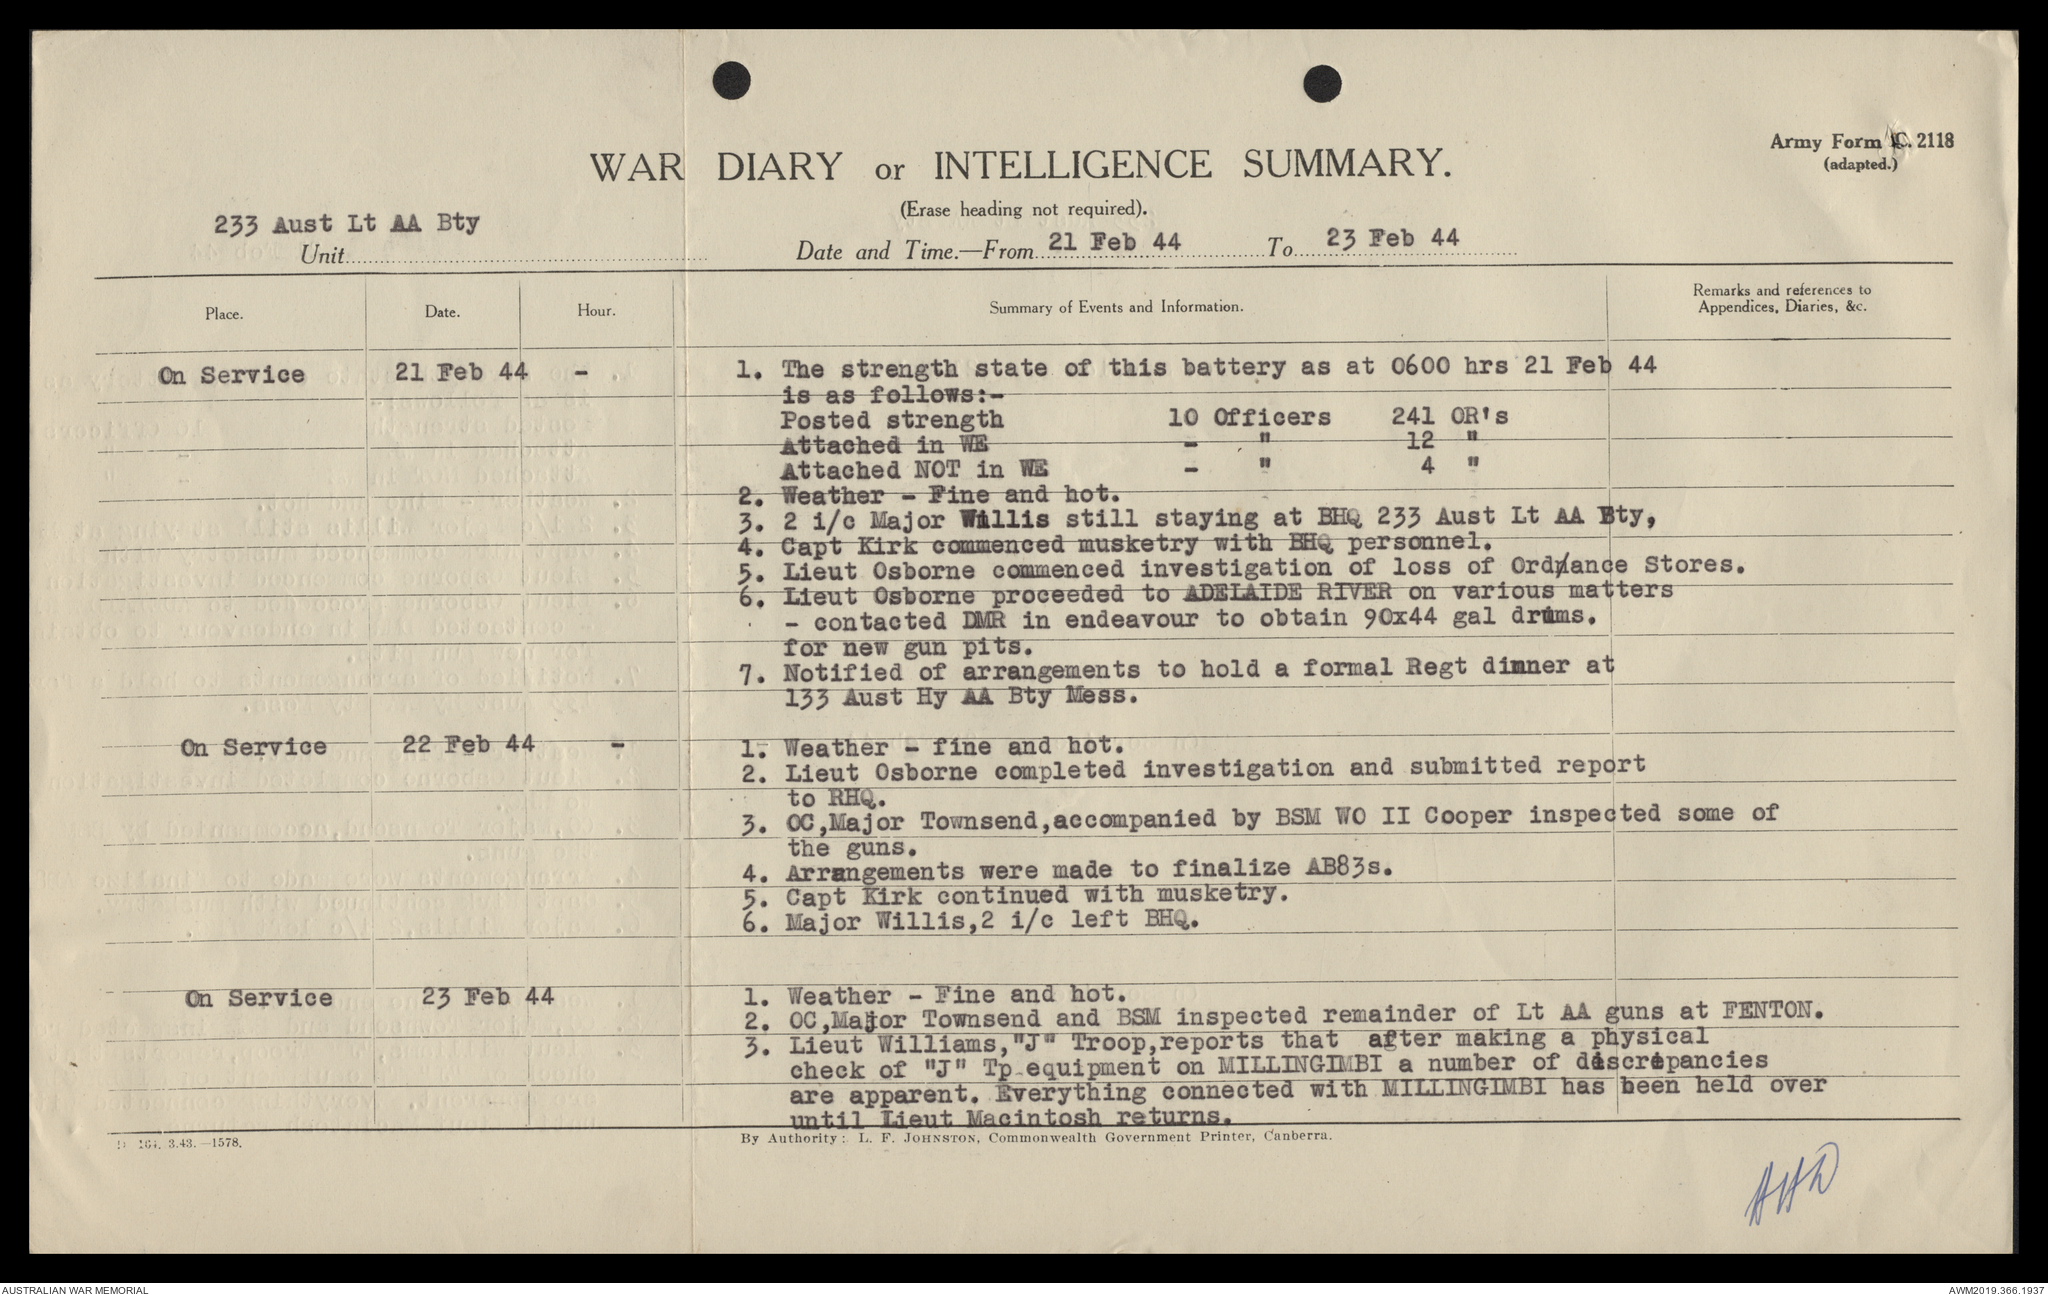 Army Form C. 2118
(adapted.)
WAR DIARY or INTELLIGENCE SUMMARY.
(Erase heading not required).
233 Aust Lt AA Bty
Unit
Date and Time.—From 21 Feb 44 To 23 Feb 44
Place. Date. Hour. Summary of Events and Information. Remarks and references to
Appendices, Diaries, &c.
On Service 21 Feb 44 - 1. The strength state of this battery as at 0600 hrs 21 Feb 44
is as follows:-
Posted strength 10 Officers 241 OR's
Attached in WE - " 12 "
Attached NOT in WE - " 4 "
2. Weather - Fine and hot.
3. 2 i/c Major Willis still staying at BHQ 233 Aust Lt AA Bty,
4. Capt Kirk commenced musketry with BHQ personnel.
5. Lieut Osborne commenced investigation of loss of Ordnance Stores.
6. Lieut Osborne proceeded to ADELAIDE RIVER on various matters
- contacted DMR in endeavour to obtain 90x44 gal drums.
for new gun pits.
7. Notified of arrangements to hold a formal Regt dinner at
133 Aust Hy AA Bty Mess.
On Service 22 Feb 44 - 1. Weather - fine and hot.
2. Lieut Osborne completed investigation and submitted report
to RHQ.
3. OC,Major Townsend,accompanied by BSM WO II Cooper inspected some of
the guns.
4. Arrangements were made to finalize AB83s.
5. Capt Kirk continued with musketry.
6. Major Willis,2 i/c left BHQ.
On Service 23 Feb 44 1. Weather - Fine and hot.
2. OC,Major Townsend and BSM inspected remainder of Lt AA guns at FENTON.
3. Lieut Williams,"J" Troop,reports that after making a physical
check of "J" Tp equipment on MILLINGIMBI a number of discrepancies
are apparent. Everything connected with MILLINGIMBI has been held over
until Lieut Macintosh returns.
3.43.—1578.
By Authority: L. F. JOHNSTON, Commonwealth Government Printer, Canberra.
AUSTRALIAN WAR MEMORIAL
AWM2019.366.1937